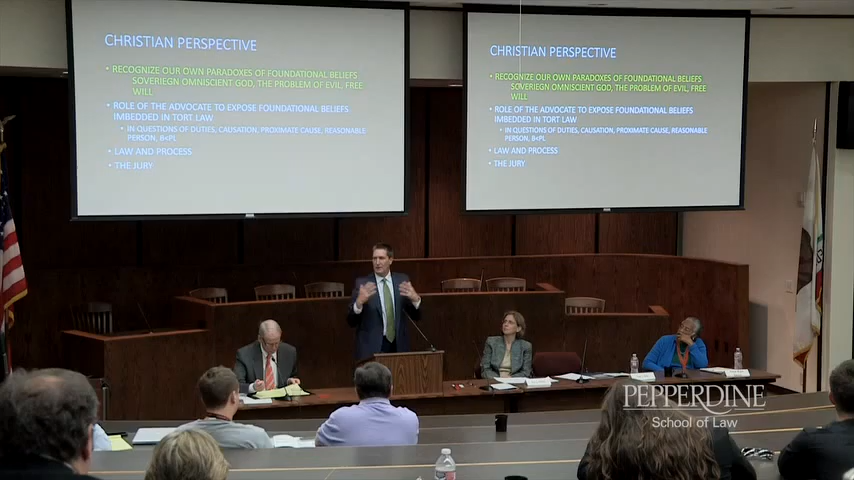 CHRISTIAN PERSPECTIVE
• RECOGNIZE OUR OWN PARADOXES OF FOUNDATIONAL BELIEFS
SOVERIEGN OMNISCIENT GOD, THE PROBLEM OF EVIL, FREE
WILL
• ROLE OF THE ADVOCATE TO EXPOSE FOUNDATIONAL BELIEFS
IMBEDDED IN TORT LAW
• IN QUESTIONS OF DUTIES, CAUSATION, PROXIMATE CAUSE, REASONABLE
PERSON, B<PL
• LAW AND PROCESS
• THE JURY
CHRISTIAN PERSPECTIVE
• RECOGNIZE OUR OWN PARADOXES OF FOUNDATIONAL BELIEFS
SOVERIEGN OMNISCIENT GOD, THE PROBLEM OF EVIL, FREE
WILL
• ROLE OF THE ADVOCATE TO EXPOSE FOUNDATIONAL BELIEFS
IMBEDDED IN TORT LAW
• IN QUESTIONS OF DUTIES, CAUSATION, PROXIMATE CAUSE, REASONABLE
PERSON, B<PL
• LAW AND PROCESS
• THE JURY
PEPPERDINE
School of Law